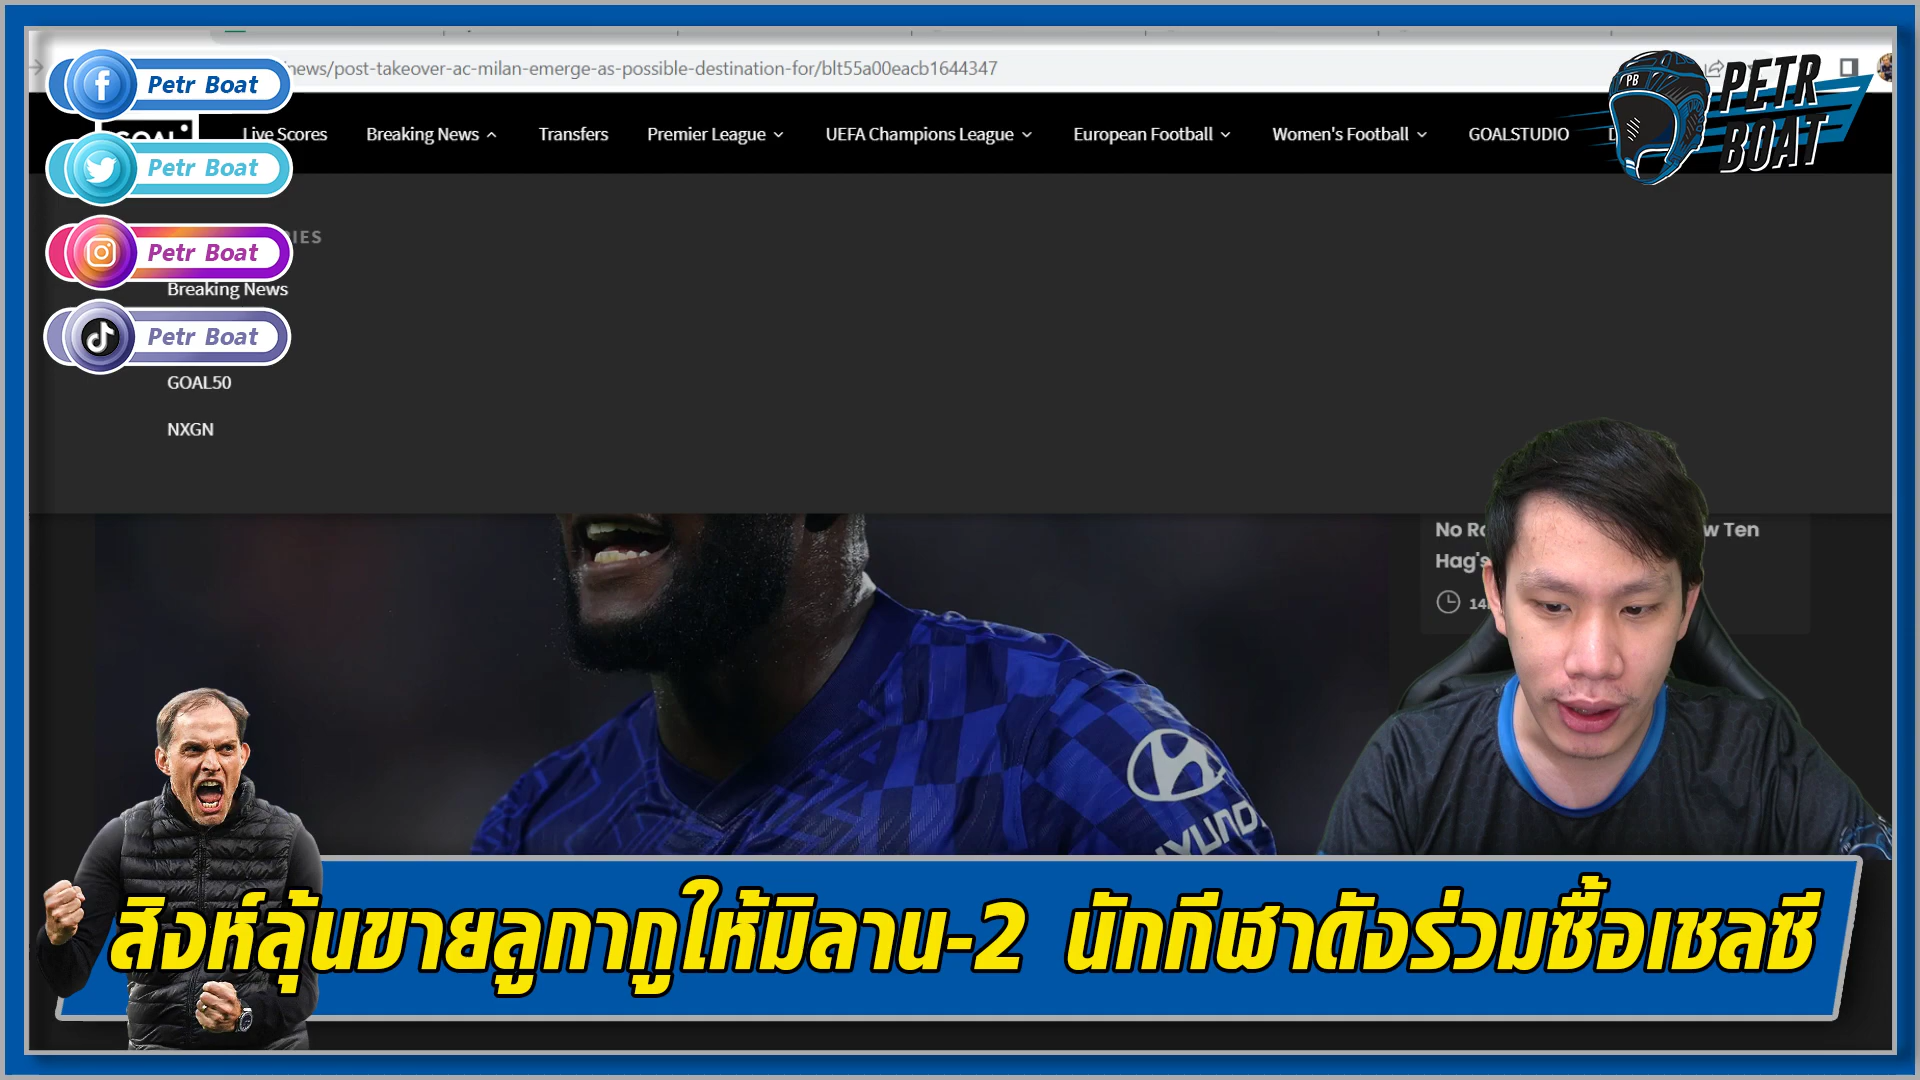 /news/post-takeover-ac-milan-emerge-as-possible-destination-for/blt55a00eacb1644347
Petr Boat
PETR BOAT
PB
GOAL
Live Scores
Breaking News
Transfers
Premier League
UEFA Champions League
European Football
Women's Football
GOALSTUDIO
Petr Boat
Petr Boat
Breaking News
Petr Boat
GOAL50
NXGN
No
Ten
Hag's
HYUNDAI
สิงห์ลุ้นขายลูกากูให้มิลาน-2 นักกีฬาดังร่วมซื้อเชลซี